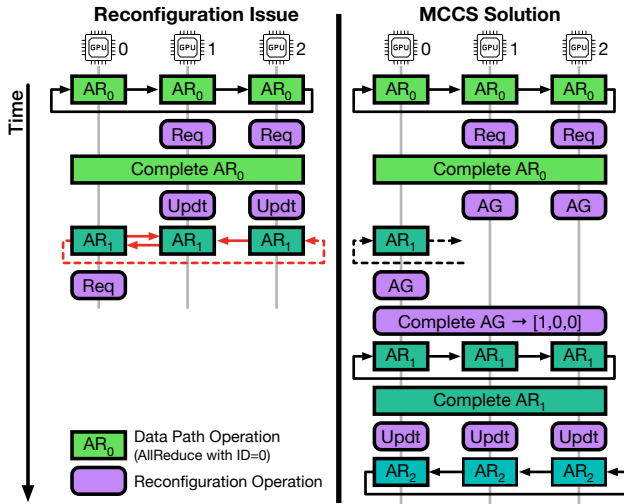 Reconfiguration Issue
MCCS Solution
GPU 0 GPU 1 GPU 2
GPU 0 GPU 1 GPU 2
Time
AR0 AR0 AR0
AR0 AR0 AR0
Req Req
Req Req
Complete AR0
Complete AR0
Updt Updt
AG AG
AR1 AR1 AR1
AR1
Req
AG
Complete AG → [1,0,0]
AR1 AR1 AR1
Complete AR1
Updt Updt Updt
AR2 AR2 AR2
AR0 Data Path Operation
(AllReduce with ID=0)
Reconfiguration Operation